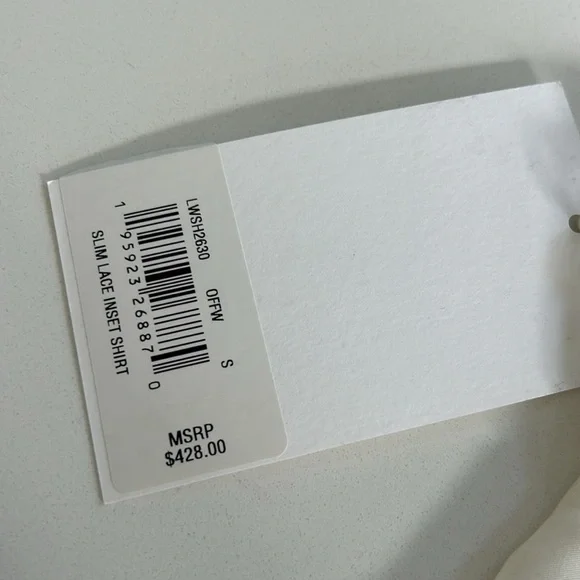 LWSH2630 OFFW S
1 95923 26887 0
SLIM LACE INSET SHIRT
MSRP
$428.00